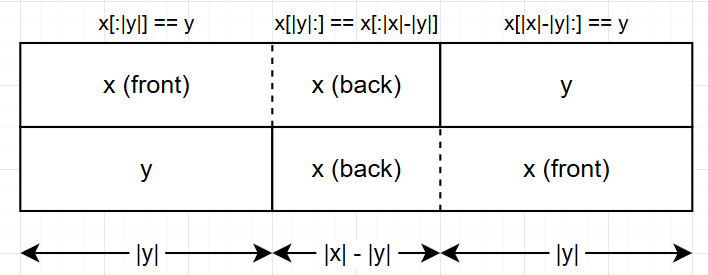 x[:|y|] == y x[|y|:] == x[:|x|-|y|] x[|x|-|y|:] == y
x (front) x (back) y
y x (back) x (front)
|y| |x| - |y| |y|